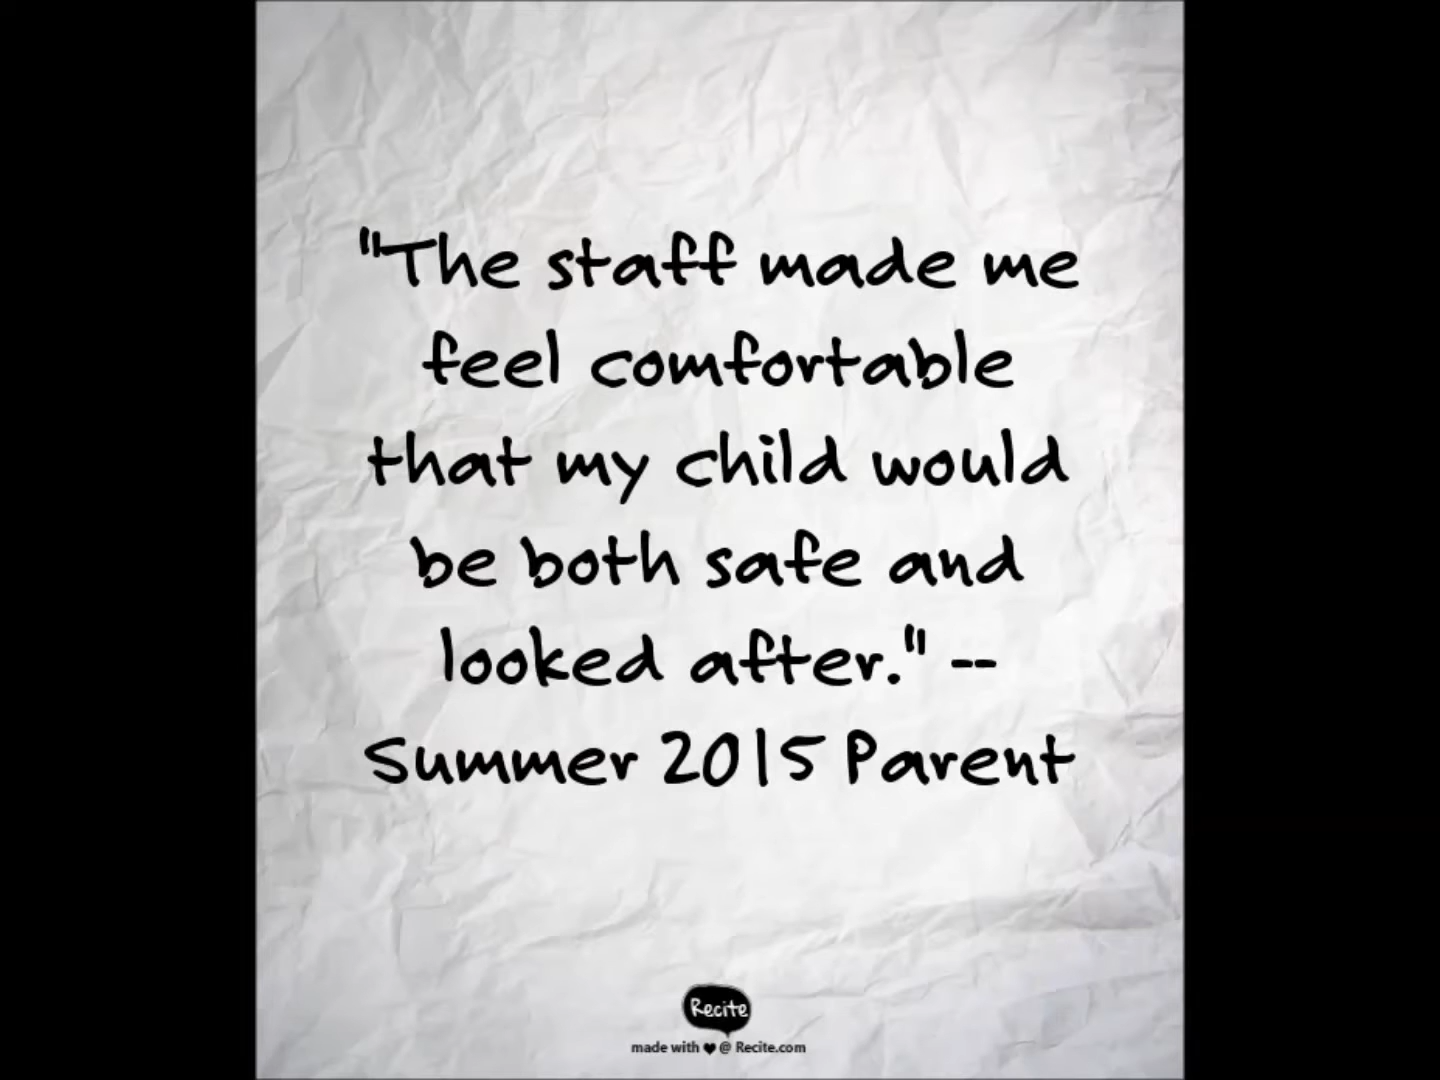 "The staff made me
feel comfortable
that my child would
be both safe and
looked after." --
Summer 2015 Parent
Recite
made with ♥ @ Recite.com